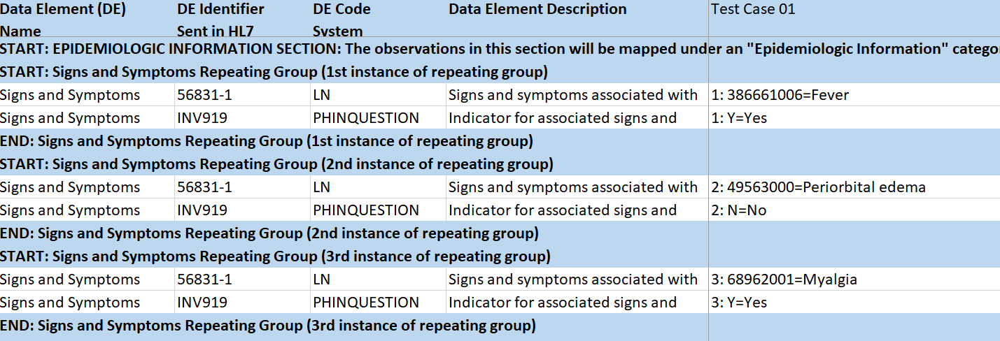 Data Element (DE) Name DE Identifier Sent in HL7 DE Code System Data Element Description Test Case 01
START: EPIDEMIOLOGIC INFORMATION SECTION: The observations in this section will be mapped under an "Epidemiologic Information" catego
START: Signs and Symptoms Repeating Group (1st instance of repeating group)
Signs and Symptoms 56831-1 LN Signs and symptoms associated with 1: 386661006=Fever
Signs and Symptoms INV919 PHINQUESTION Indicator for associated signs and 1: Y=Yes
END: Signs and Symptoms Repeating Group (1st instance of repeating group)
START: Signs and Symptoms Repeating Group (2nd instance of repeating group)
Signs and Symptoms 56831-1 LN Signs and symptoms associated with 2: 49563000=Periorbital edema
Signs and Symptoms INV919 PHINQUESTION Indicator for associated signs and 2: N=No
END: Signs and Symptoms Repeating Group (2nd instance of repeating group)
START: Signs and Symptoms Repeating Group (3rd instance of repeating group)
Signs and Symptoms 56831-1 LN Signs and symptoms associated with 3: 68962001=Myalgia
Signs and Symptoms INV919 PHINQUESTION Indicator for associated signs and 3: Y=Yes
END: Signs and Symptoms Repeating Group (3rd instance of repeating group)